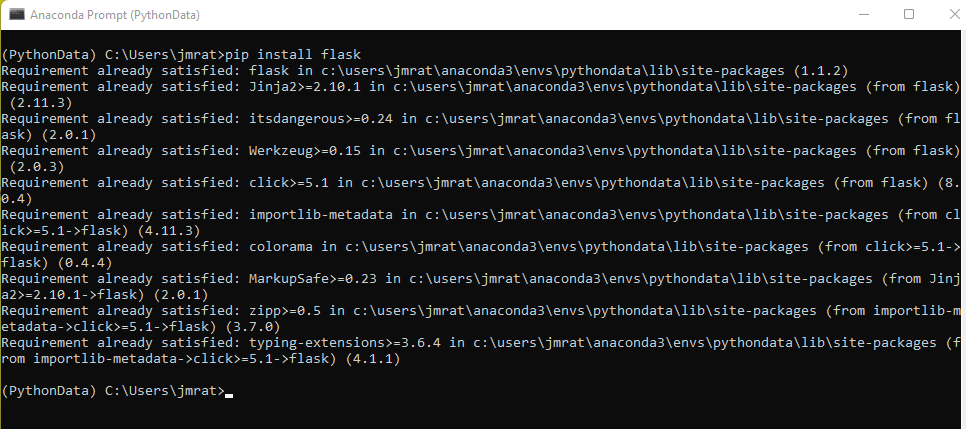 Anaconda Prompt (PythonData)
(PythonData) C:\Users\jmrat>pip install flask
Requirement already satisfied: flask in c:\users\jmrat\anaconda3\envs\pythondata\lib\site-packages (1.1.2)
Requirement already satisfied: Jinja2>=2.10.1 in c:\users\jmrat\anaconda3\envs\pythondata\lib\site-packages (from flask)
 (2.11.3)
Requirement already satisfied: itsdangerous>=0.24 in c:\users\jmrat\anaconda3\envs\pythondata\lib\site-packages (from fl
ask) (2.0.1)
Requirement already satisfied: Werkzeug>=0.15 in c:\users\jmrat\anaconda3\envs\pythondata\lib\site-packages (from flask)
 (2.0.3)
Requirement already satisfied: click>=5.1 in c:\users\jmrat\anaconda3\envs\pythondata\lib\site-packages (from flask) (8.
0.4)
Requirement already satisfied: importlib-metadata in c:\users\jmrat\anaconda3\envs\pythondata\lib\site-packages (from cl
ick>=5.1->flask) (4.11.3)
Requirement already satisfied: colorama in c:\users\jmrat\anaconda3\envs\pythondata\lib\site-packages (from click>=5.1->
flask) (0.4.4)
Requirement already satisfied: MarkupSafe>=0.23 in c:\users\jmrat\anaconda3\envs\pythondata\lib\site-packages (from Jinj
a2>=2.10.1->flask) (2.0.1)
Requirement already satisfied: zipp>=0.5 in c:\users\jmrat\anaconda3\envs\pythondata\lib\site-packages (from importlib-m
etadata->click>=5.1->flask) (3.7.0)
Requirement already satisfied: typing-extensions>=3.6.4 in c:\users\jmrat\anaconda3\envs\pythondata\lib\site-packages (f
rom importlib-metadata->click>=5.1->flask) (4.1.1)
(PythonData) C:\Users\jmrat>